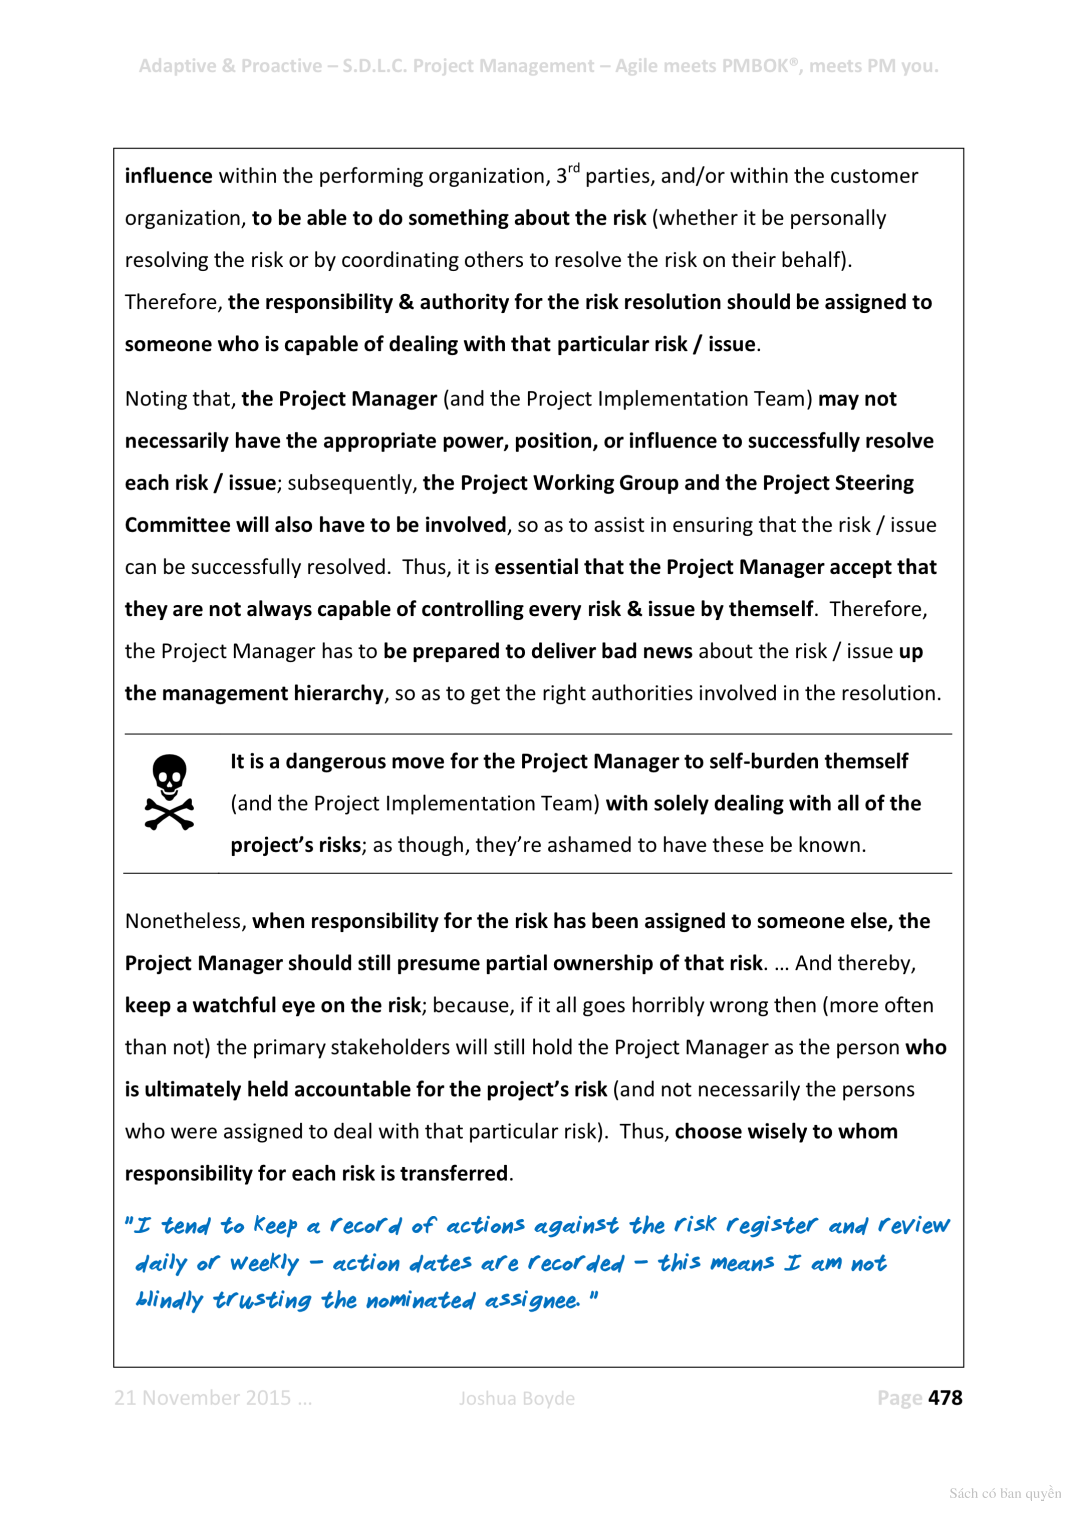 Adaptive & Proactive – S.D.L.C. Project Management – Agile meets PMBOK®, meets PM you.
influence within the performing organization, 3rd parties, and/or within the customer
organization, to be able to do something about the risk (whether it be personally
resolving the risk or by coordinating others to resolve the risk on their behalf).
Therefore, the responsibility & authority for the risk resolution should be assigned to
someone who is capable of dealing with that particular risk / issue.
Noting that, the Project Manager (and the Project Implementation Team) may not
necessarily have the appropriate power, position, or influence to successfully resolve
each risk / issue; subsequently, the Project Working Group and the Project Steering
Committee will also have to be involved, so as to assist in ensuring that the risk / issue
can be successfully resolved.  Thus, it is essential that the Project Manager accept that
they are not always capable of controlling every risk & issue by themself.  Therefore,
the Project Manager has to be prepared to deliver bad news about the risk / issue up
the management hierarchy, so as to get the right authorities involved in the resolution.
It is a dangerous move for the Project Manager to self-burden themself
(and the Project Implementation Team) with solely dealing with all of the
project’s risks; as though, they’re ashamed to have these be known.
Nonetheless, when responsibility for the risk has been assigned to someone else, the
Project Manager should still presume partial ownership of that risk. … And thereby,
keep a watchful eye on the risk; because, if it all goes horribly wrong then (more often
than not) the primary stakeholders will still hold the Project Manager as the person who
is ultimately held accountable for the project’s risk (and not necessarily the persons
who were assigned to deal with that particular risk).  Thus, choose wisely to whom
responsibility for each risk is transferred.
"I tend to keep a record of actions against the risk register and review
daily or weekly – action dates are recorded – this means I am not
blindly trusting the nominated assignee. "
21 November 2015 … Joshua Boyde Page 478
Sách có bản quyền